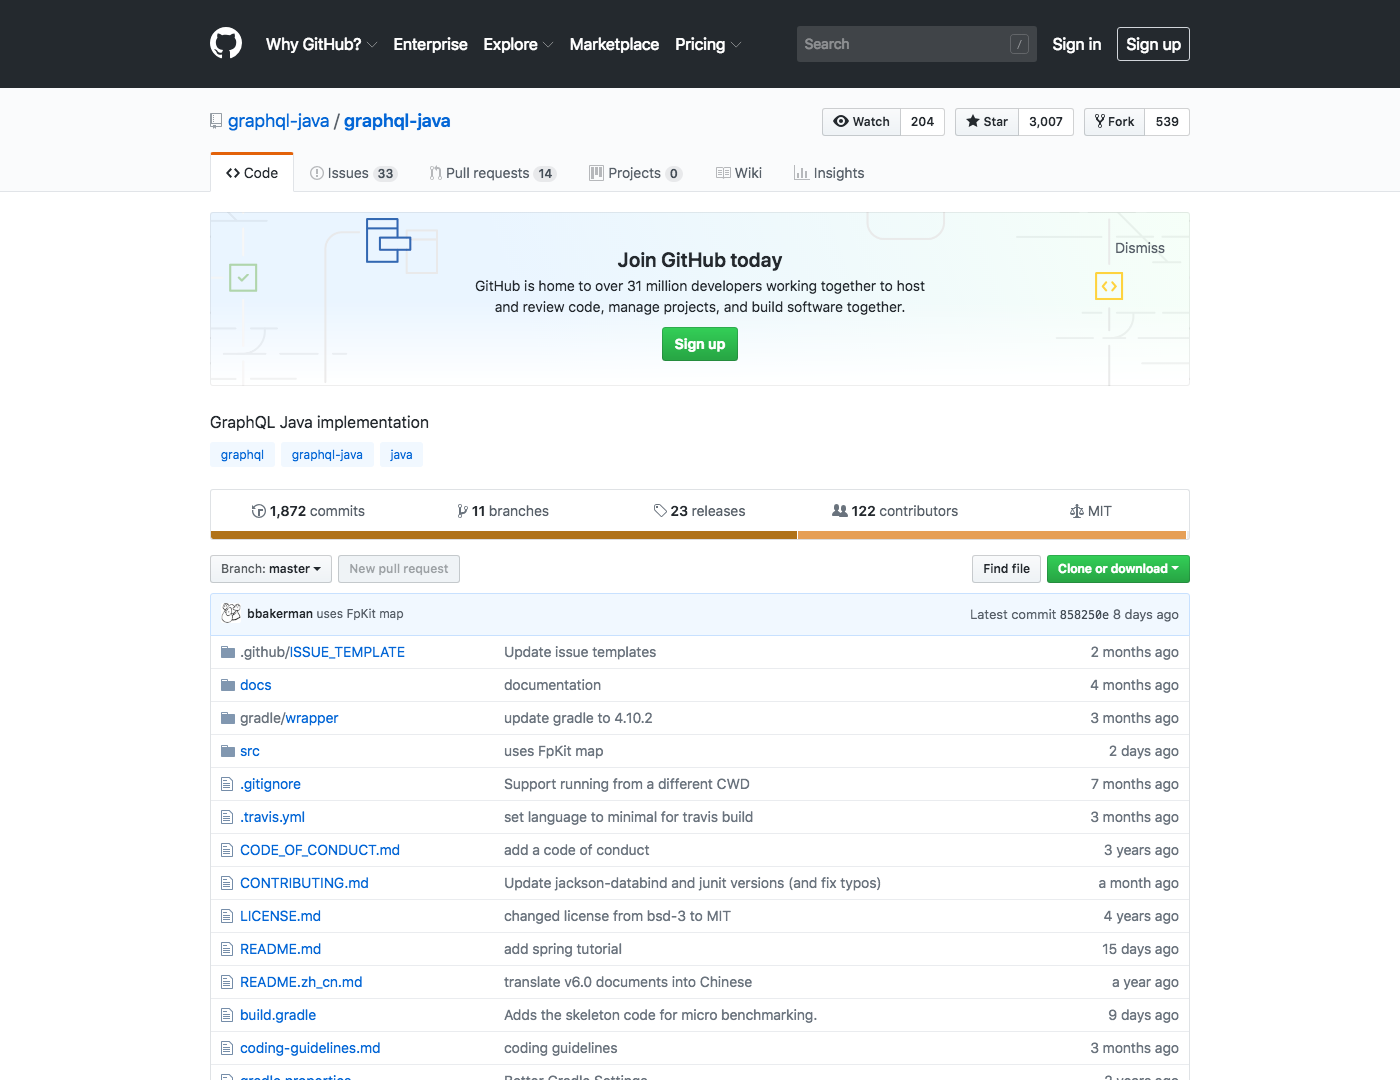 Why GitHub? Enterprise Explore Marketplace Pricing Search / Sign in Sign up
graphql-java / graphql-java Watch 204 Star 3,007 Fork 539
Code Issues 33 Pull requests 14 Projects 0 Wiki Insights
Dismiss
Join GitHub today
GitHub is home to over 31 million developers working together to host
and review code, manage projects, and build software together.
Sign up
GraphQL Java implementation
graphql graphql-java java
1,872 commits 11 branches 23 releases 122 contributors MIT
Branch: master New pull request Find file Clone or download
bbakerman uses FpKit map Latest commit 858250e 8 days ago
.github/ISSUE_TEMPLATE Update issue templates 2 months ago
docs documentation 4 months ago
gradle/wrapper update gradle to 4.10.2 3 months ago
src uses FpKit map 2 days ago
.gitignore Support running from a different CWD 7 months ago
.travis.yml set language to minimal for travis build 3 months ago
CODE_OF_CONDUCT.md add a code of conduct 3 years ago
CONTRIBUTING.md Update jackson-databind and junit versions (and fix typos) a month ago
LICENSE.md changed license from bsd-3 to MIT 4 years ago
README.md add spring tutorial 15 days ago
README.zh_cn.md translate v6.0 documents into Chinese a year ago
build.gradle Adds the skeleton code for micro benchmarking. 9 days ago
coding-guidelines.md coding guidelines 3 months ago
gradle.properties Better Gradle Settings 2 years ago